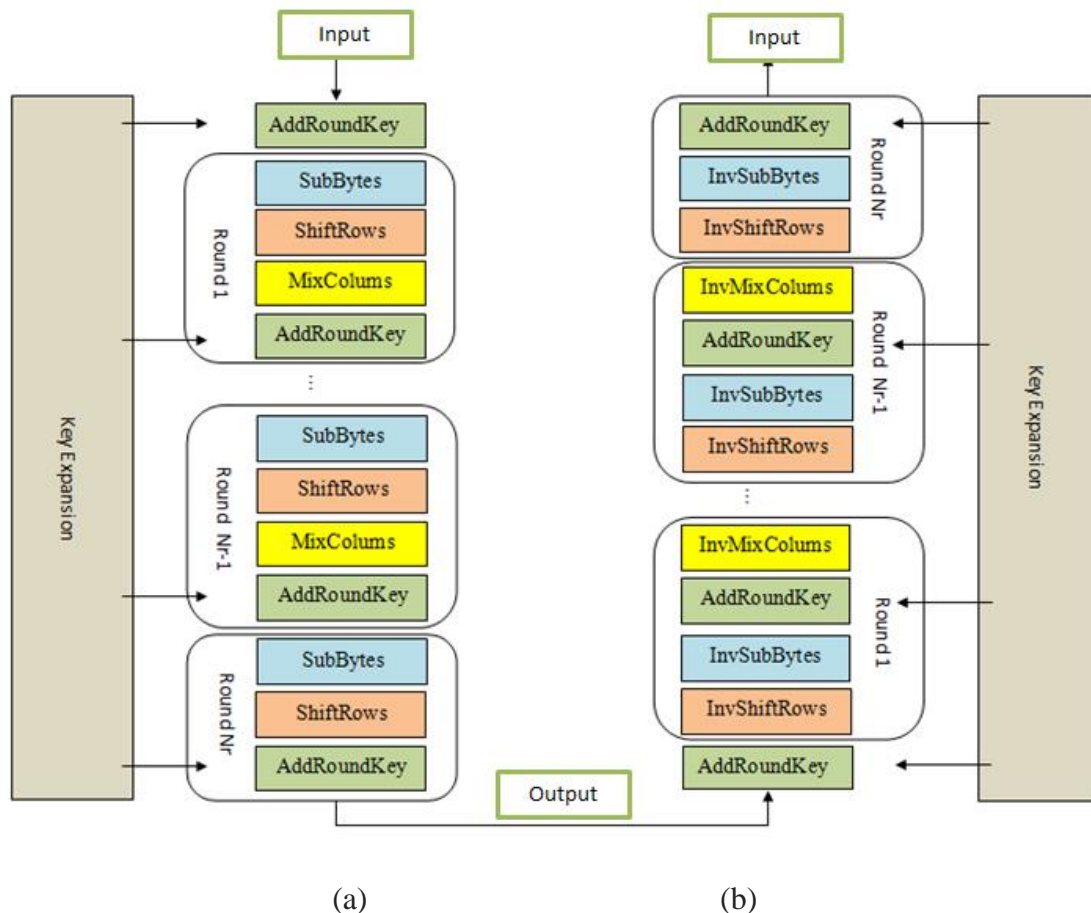 Input
AddRoundKey
SubBytes
ShiftRows
MixColums
AddRoundKey
Round 1
...
SubBytes
ShiftRows
MixColums
AddRoundKey
Round Nr-1
SubBytes
ShiftRows
AddRoundKey
Round Nr
Key Expansion
Output
Input
AddRoundKey
InvSubBytes
InvShiftRows
Round Nr
InvMixColums
AddRoundKey
InvSubBytes
InvShiftRows
Round Nr-1
...
InvMixColums
AddRoundKey
InvSubBytes
InvShiftRows
Round 1
AddRoundKey
Key Expansion
(a)
(b)